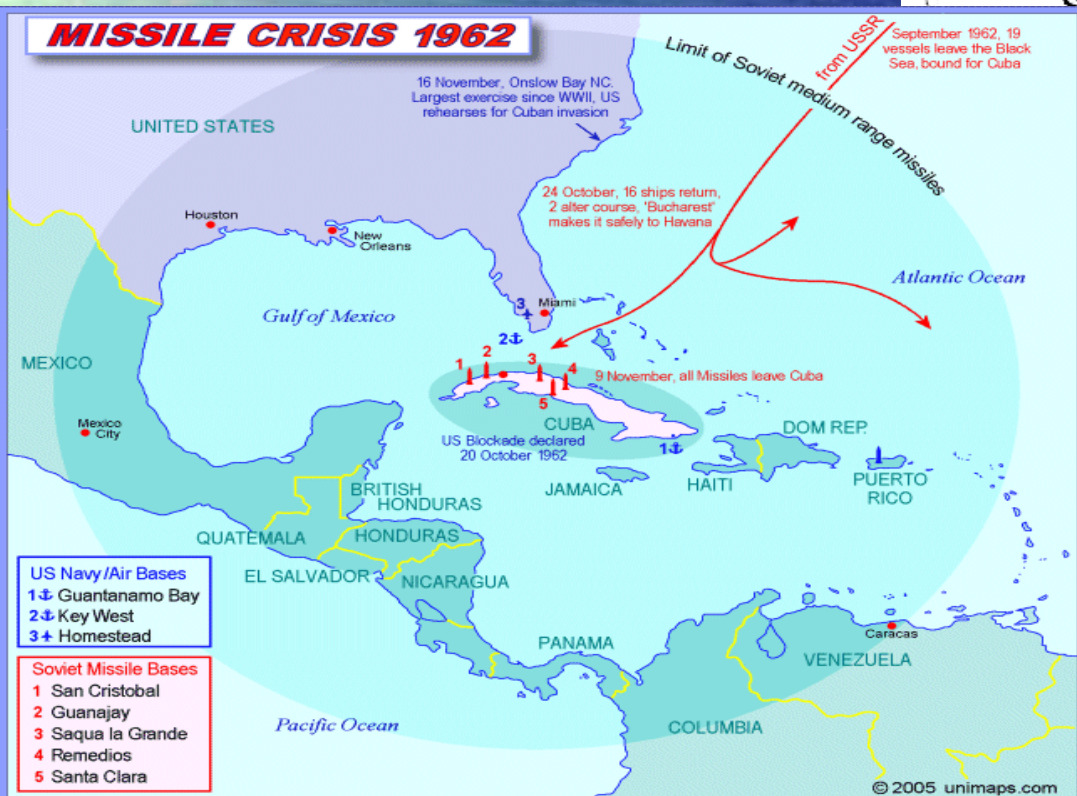 MISSILE CRISIS 1962
from USSR
September 1962, 19
vessels leave the Black
Sea, bound for Cuba
Limit of Soviet medium range missiles
16 November, Onslow Bay NC.
Largest exercise since WWII, US
rehearses for Cuban invasion
UNITED STATES
24 October, 16 ships return,
2 alter course, 'Bucharest'
makes it safely to Havana
Houston
New
Orleans
Atlantic Ocean
Gulf of Mexico
3
Miami
2
MEXICO
1
2
3
4
5
9 November, all Missiles leave Cuba
Mexico
City
CUBA
US Blockade declared
20 October 1962
1
DOM REP.
JAMAICA
HAITI
PUERTO
RICO
BRITISH
HONDURAS
QUATEMALA
HONDURAS
EL SALVADOR
NICARAGUA
PANAMA
Caracas
VENEZUELA
COLUMBIA
Pacific Ocean
US Navy/Air Bases
1 Guantanamo Bay
2 Key West
3 Homestead
Soviet Missile Bases
1 San Cristobal
2 Guanajay
3 Saqua la Grande
4 Remedios
5 Santa Clara
© 2005 unimaps.com